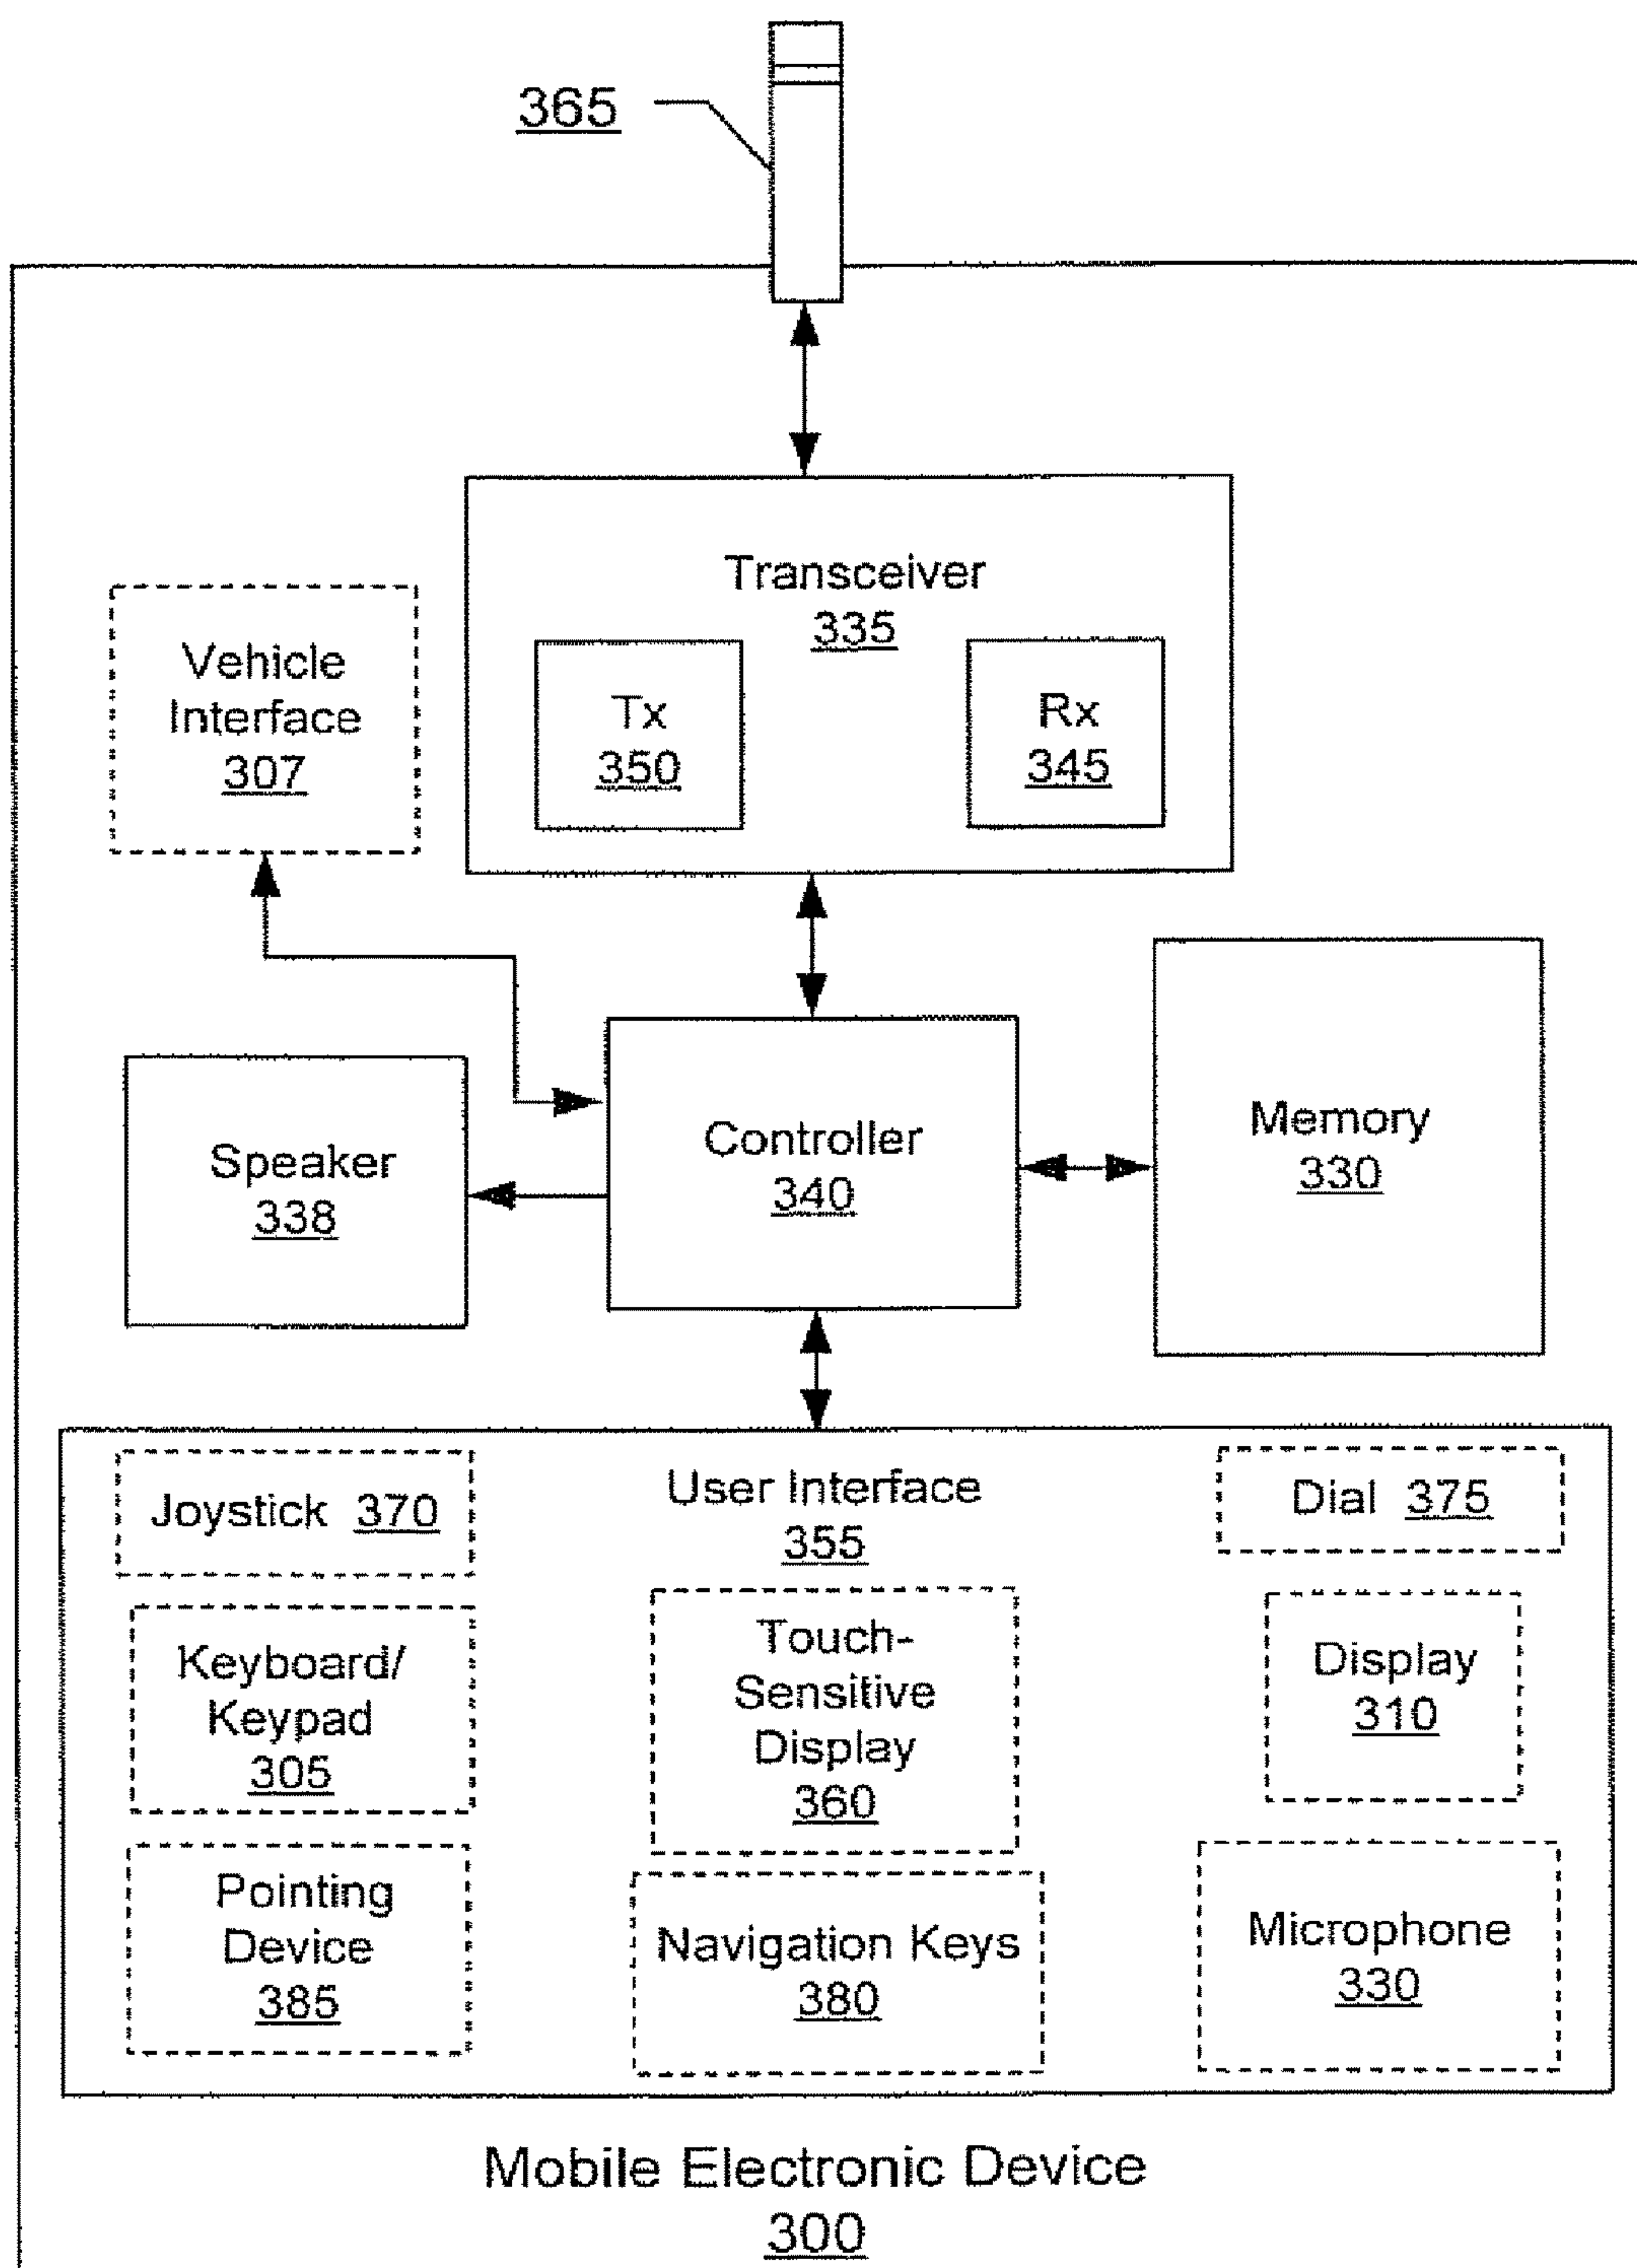 365
Transceiver
335
Vehicle
Interface
307
Tx
350
Rx
345
Speaker
338
Controller
340
Memory
330
Joystick 370
User Interface
355
Dial 375
Keyboard/
Keypad
305
Touch-
Sensitive
Display
360
Display
310
Pointing
Device
385
Navigation Keys
380
Microphone
330
Mobile Electronic Device
300